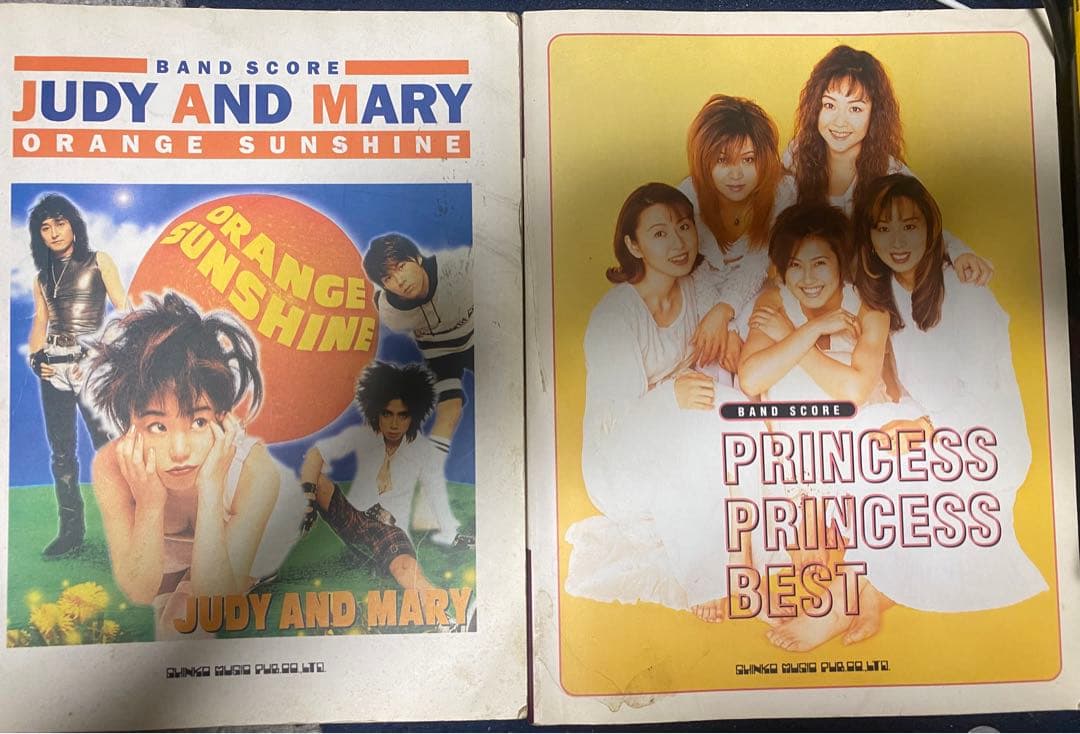 BAND SCORE
JUDY AND MARY
ORANGE SUNSHINE
ORANGE
SUNSHINE
JUDY AND MARY
SHINKO MUSIC PUB.CO.,LTD.
BAND SCORE
PRINCESS
PRINCESS
BEST
SHINKO MUSIC PUB.CO.,LTD.